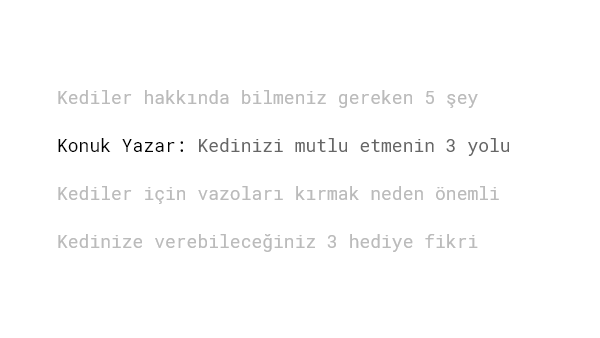 Kediler hakkında bilmeniz gereken 5 şey
Konuk Yazar: Kedinizi mutlu etmenin 3 yolu
Kediler için vazoları kırmak neden önemli
Kedinize verebileceğiniz 3 hediye fikri